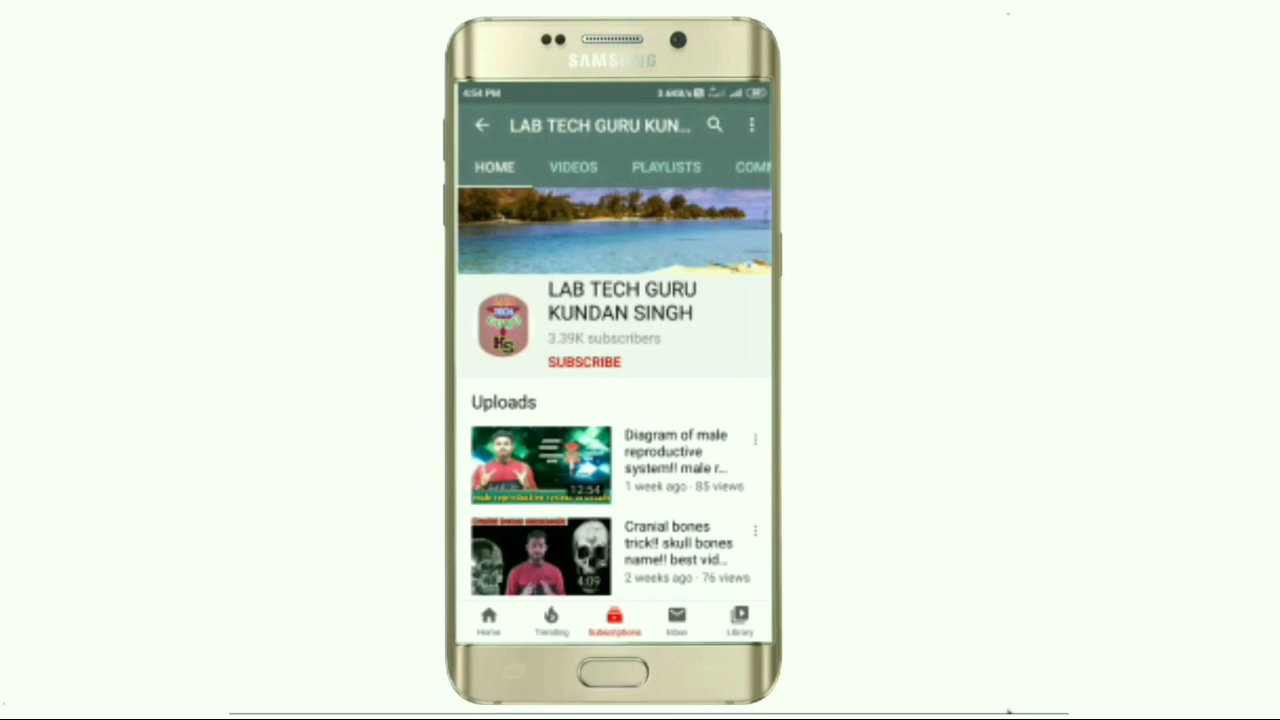 SAMSUNG
4:54 PM
LAB TECH GURU KUN...
HOME VIDEOS PLAYLISTS COMM
LAB TECH GURU
KUNDAN SINGH
3.39K subscribers
SUBSCRIBE
Uploads
Diagram of male
reproductive
system!! male r...
1 week ago · 85 views
12:54
Cranial bones
trick!! skull bones
name!! best vid...
2 weeks ago · 76 views
4:09
Home Trending Subscriptions Inbox Library